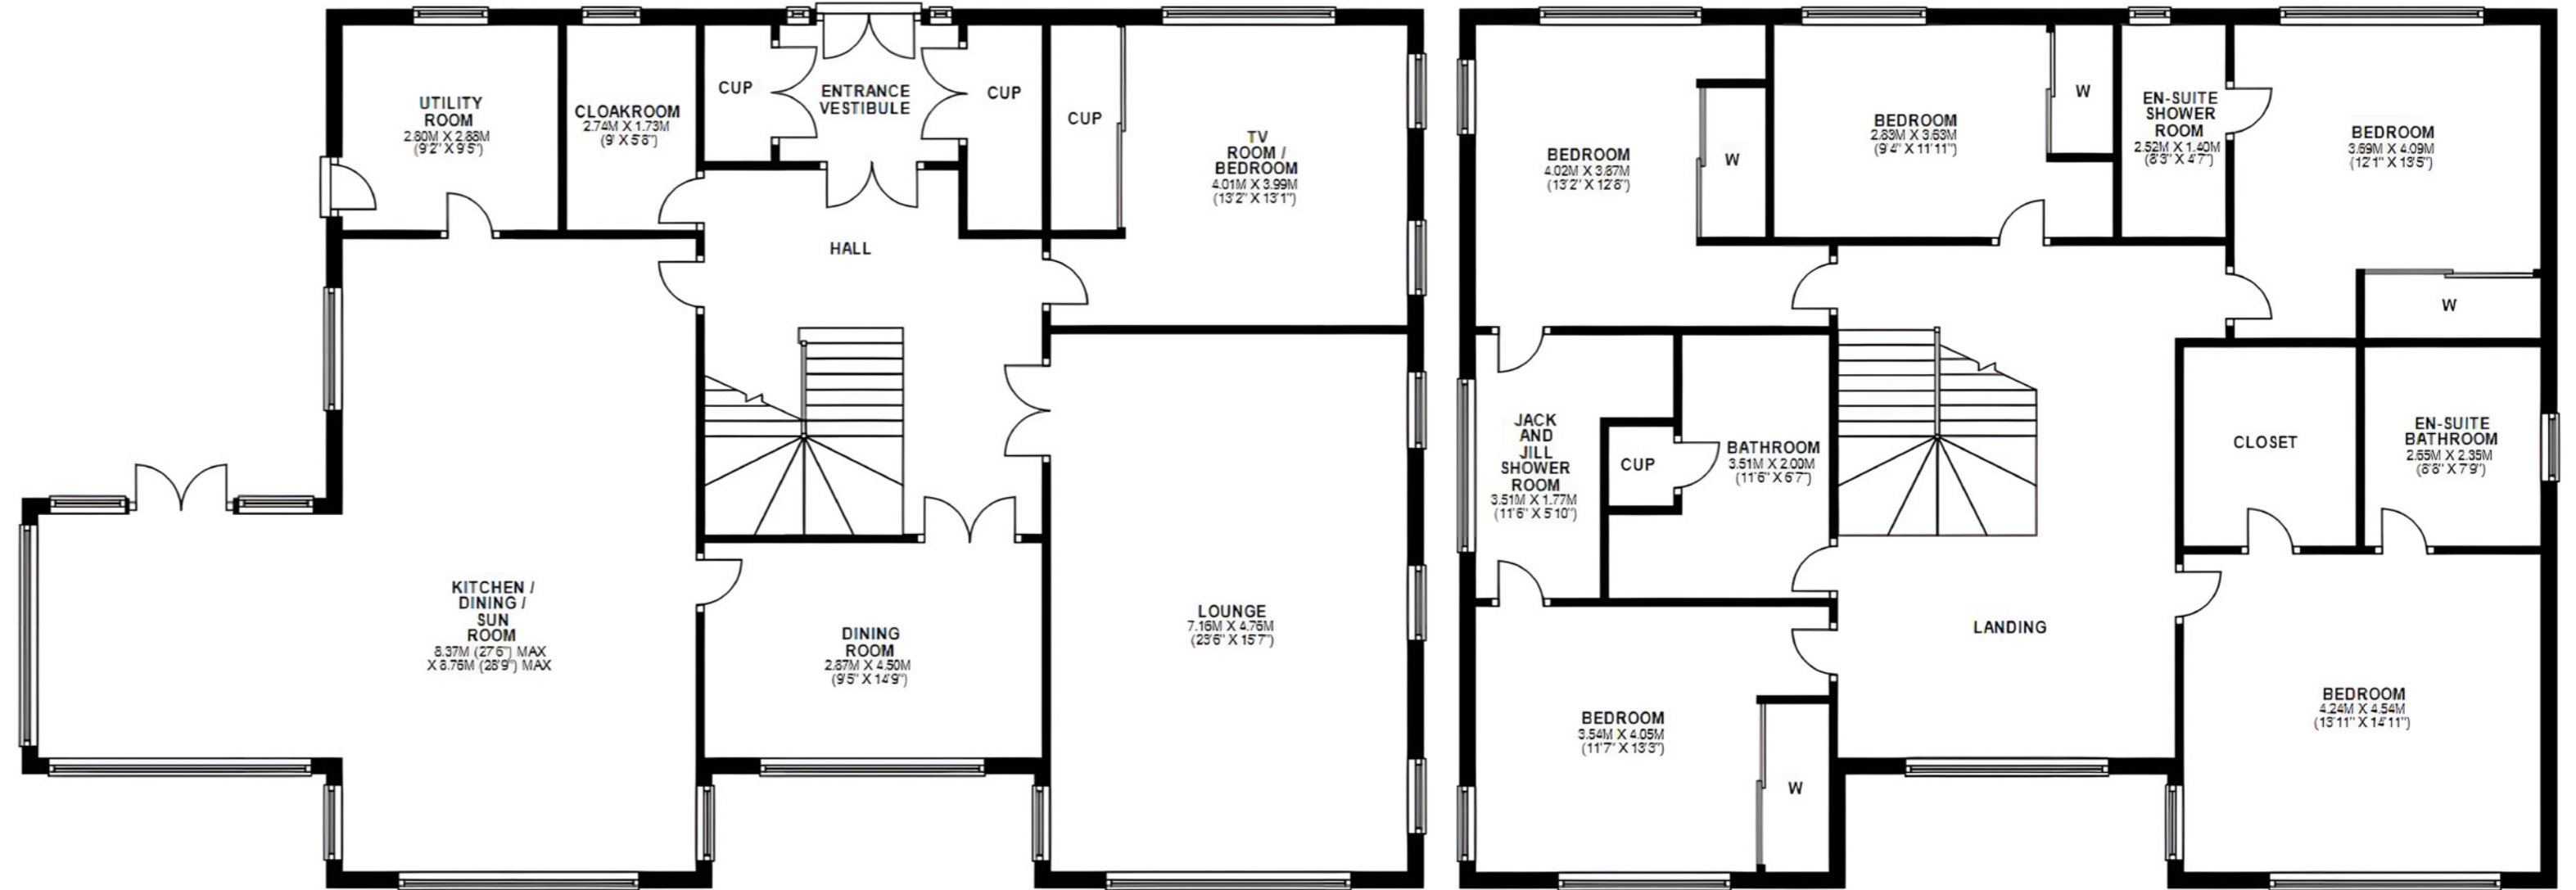 UTILITY
ROOM
2.80M X 2.88M
(9'2" X 9'5")
CLOAKROOM
2.74M X 1.73M
(9' X 5'8")
CUP
ENTRANCE
VESTIBULE
CUP
CUP
TV
ROOM /
BEDROOM
4.01M X 3.99M
(13'2" X 13'1")
HALL
KITCHEN /
DINING /
SUN
ROOM
8.37M (27'6") MAX
X 8.76M (28'9") MAX
DINING
ROOM
2.87M X 4.50M
(9'5" X 14'9")
LOUNGE
7.16M X 4.76M
(23'6" X 15'7")
BEDROOM
4.02M X 3.87M
(13'2" X 12'8")
W
BEDROOM
2.83M X 3.63M
(9'4" X 11'11")
W
EN-SUITE
SHOWER
ROOM
2.52M X 1.40M
(8'3" X 4'7")
BEDROOM
3.69M X 4.09M
(12'1" X 13'5")
W
JACK
AND
JILL
SHOWER
ROOM
3.51M X 1.77M
(11'6" X 5'10")
CUP
BATHROOM
3.51M X 2.00M
(11'6" X 6'7")
CLOSET
EN-SUITE
BATHROOM
2.65M X 2.35M
(8'8" X 7'9")
LANDING
BEDROOM
3.54M X 4.05M
(11'7" X 13'3")
W
BEDROOM
4.24M X 4.54M
(13'11" X 14'11")